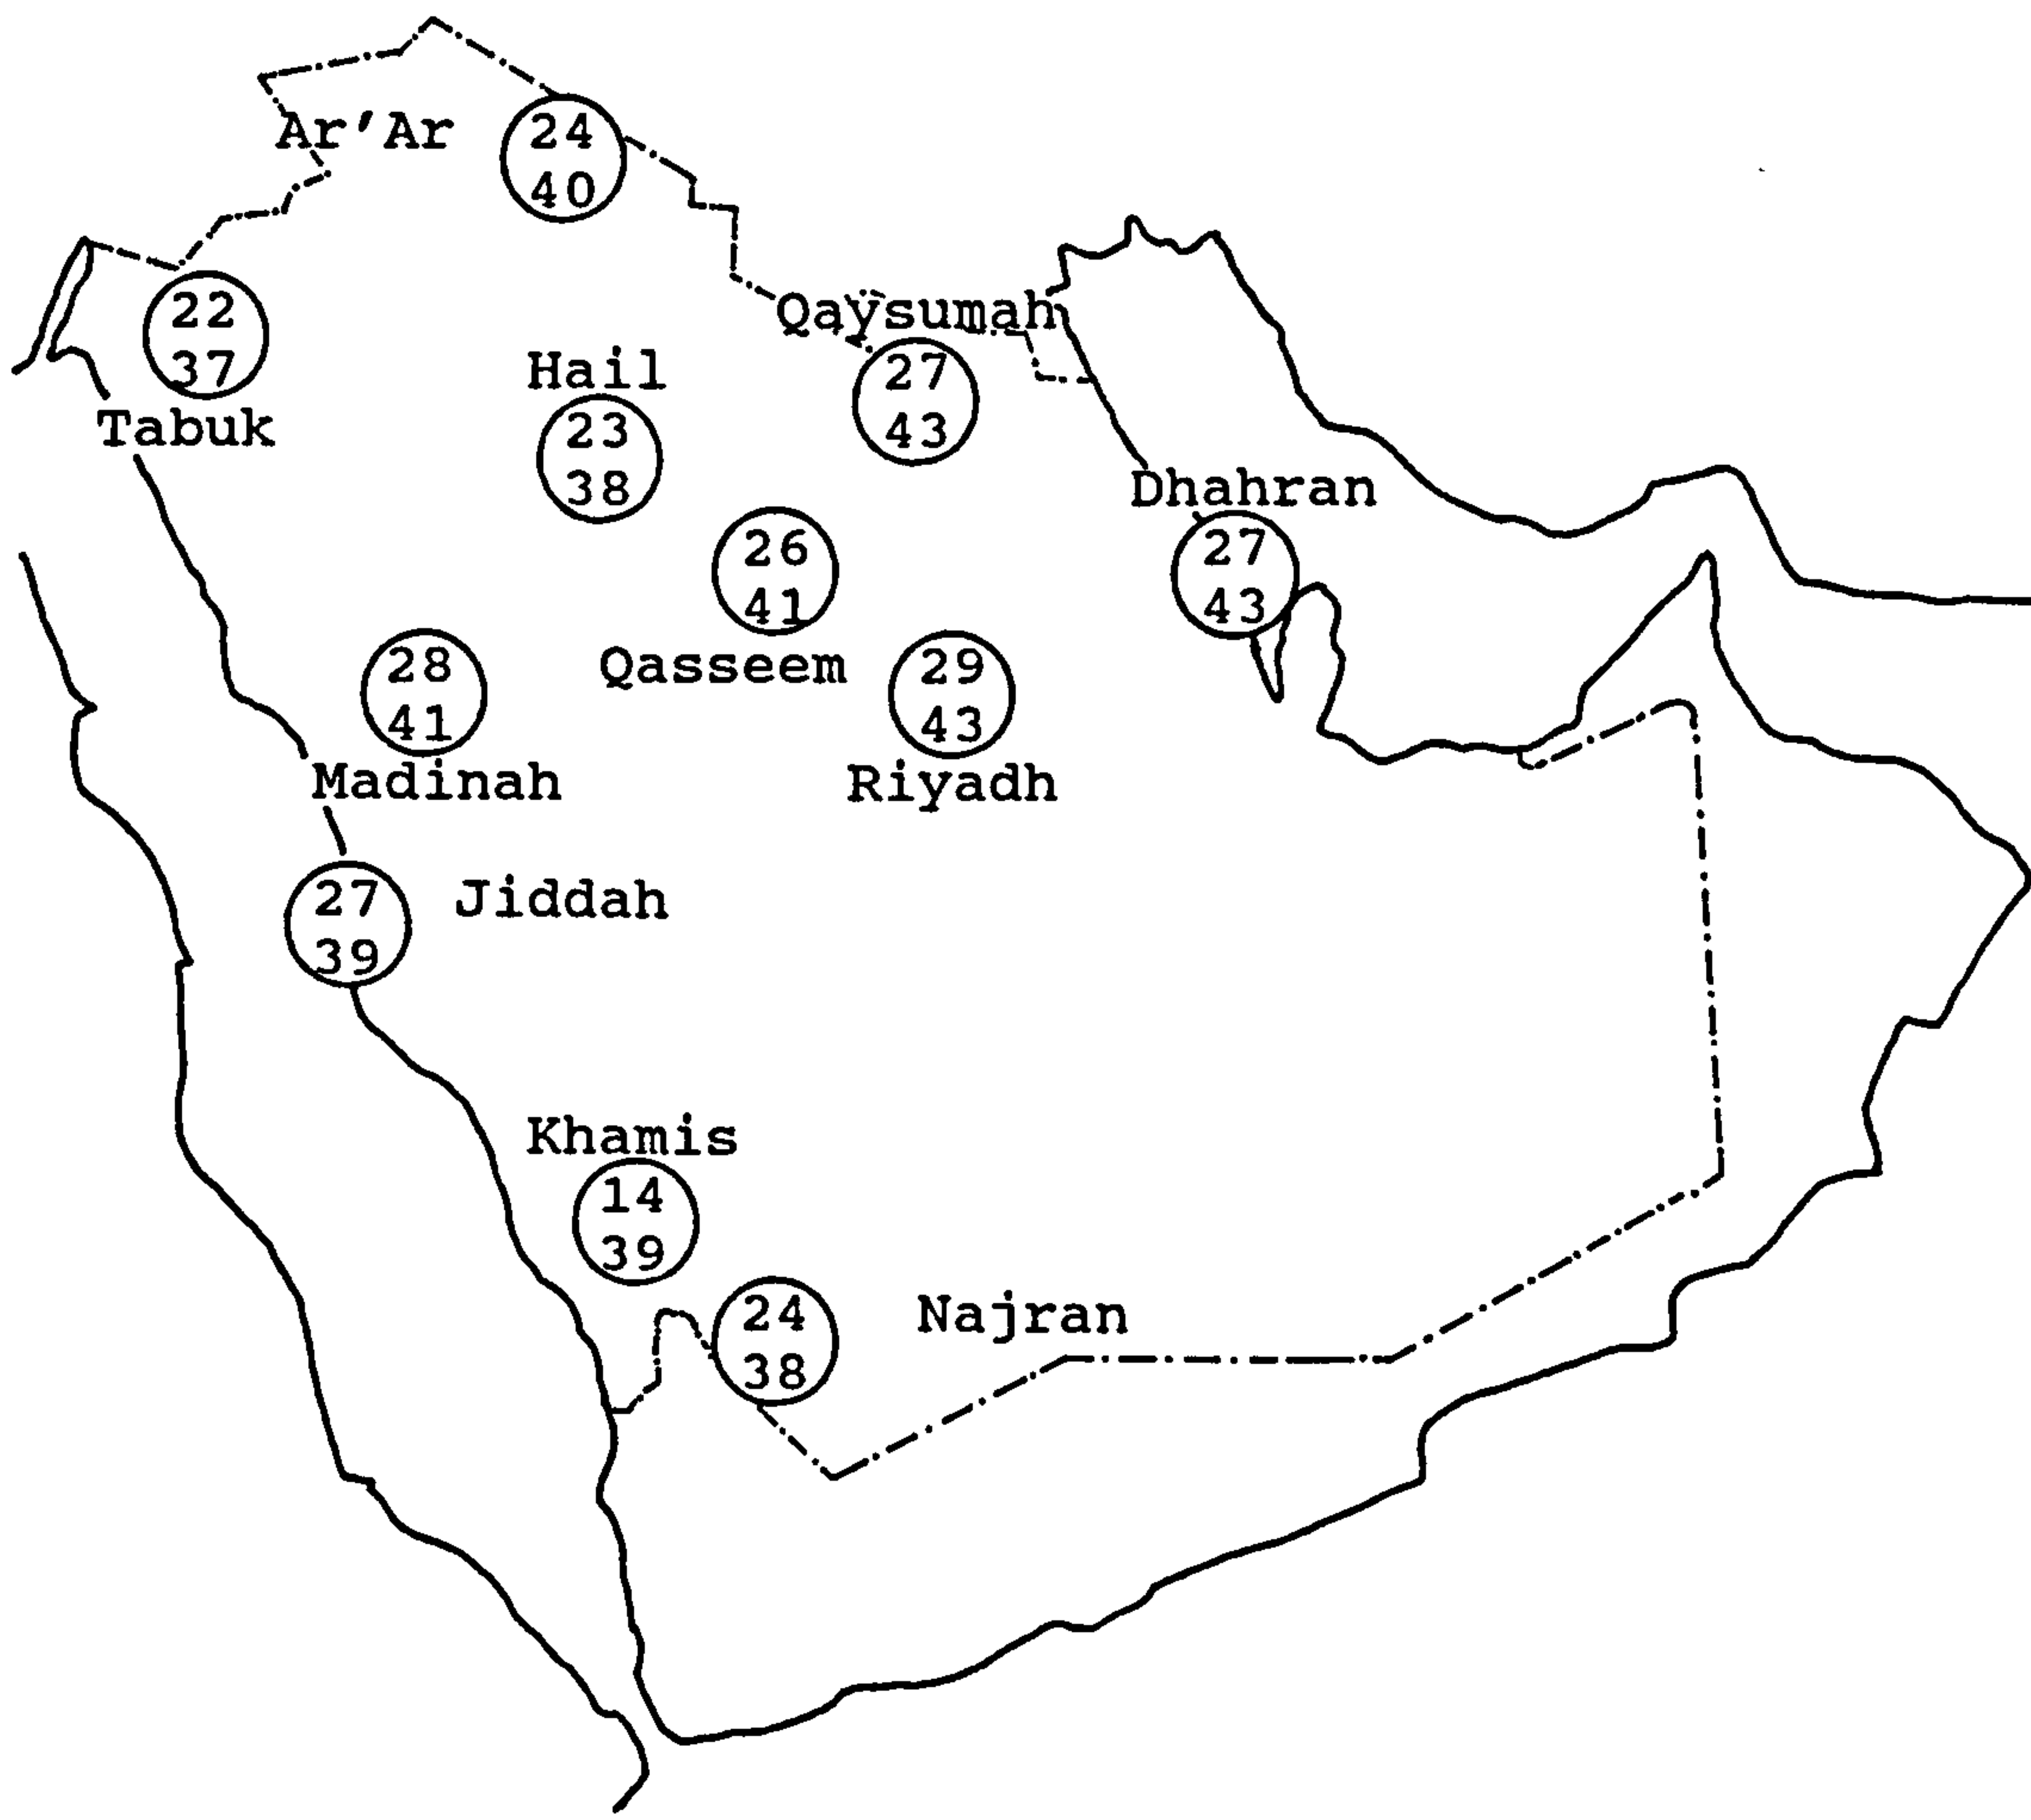 Ar'Ar
24
40
22
37
Tabuk
Qaysumah
27
43
Hail
23
38
Dhahran
27
43
26
41
Qasseem
28
41
Madinah
29
43
Riyadh
27
39
Jiddah
Khamis
14
39
24
38
Najran